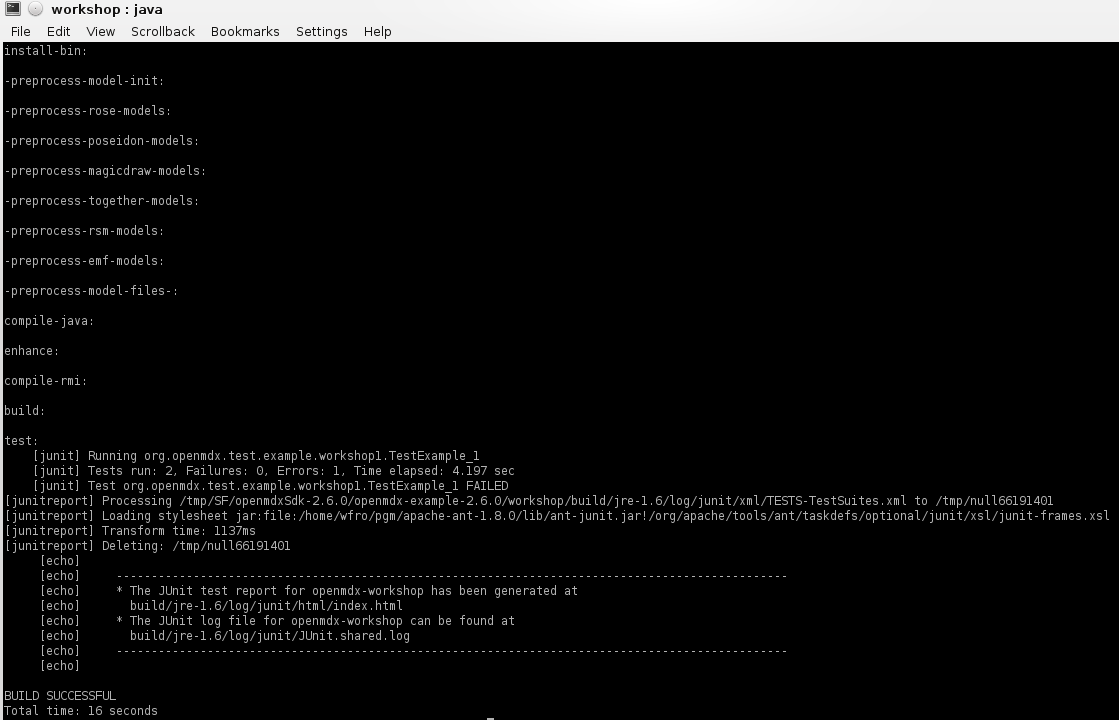 workshop : java
File Edit View Scrollback Bookmarks Settings Help
install-bin:
-preprocess-model-init:
-preprocess-rose-models:
-preprocess-poseidon-models:
-preprocess-magicdraw-models:
-preprocess-together-models:
-preprocess-rsm-models:
-preprocess-emf-models:
-preprocess-model-files-:
compile-java:
enhance:
compile-rmi:
build:
test:
[junit] Running org.openmdx.test.example.workshop1.TestExample_1
[junit] Tests run: 2, Failures: 0, Errors: 1, Time elapsed: 4.197 sec
[junit] Test org.openmdx.test.example.workshop1.TestExample_1 FAILED
[junitreport] Processing /tmp/SF/openmdxSdk-2.6.0/openmdx-example-2.6.0/workshop/build/jre-1.6/log/junit/xml/TESTS-TestSuites.xml to /tmp/null66191401
[junitreport] Loading stylesheet jar:file:/home/wfro/pgm/apache-ant-1.8.0/lib/ant-junit.jar!/org/apache/tools/ant/taskdefs/optional/junit/xsl/junit-frames.xsl
[junitreport] Transform time: 1137ms
[junitreport] Deleting: /tmp/null66191401
[echo]
[echo] ------------------------------------------------------------------------------------------------
[echo] * The JUnit test report for openmdx-workshop has been generated at
[echo] build/jre-1.6/log/junit/html/index.html
[echo] * The JUnit log file for openmdx-workshop can be found at
[echo] build/jre-1.6/log/junit/JUnit.shared.log
[echo] ------------------------------------------------------------------------------------------------
[echo]
BUILD SUCCESSFUL
Total time: 16 seconds